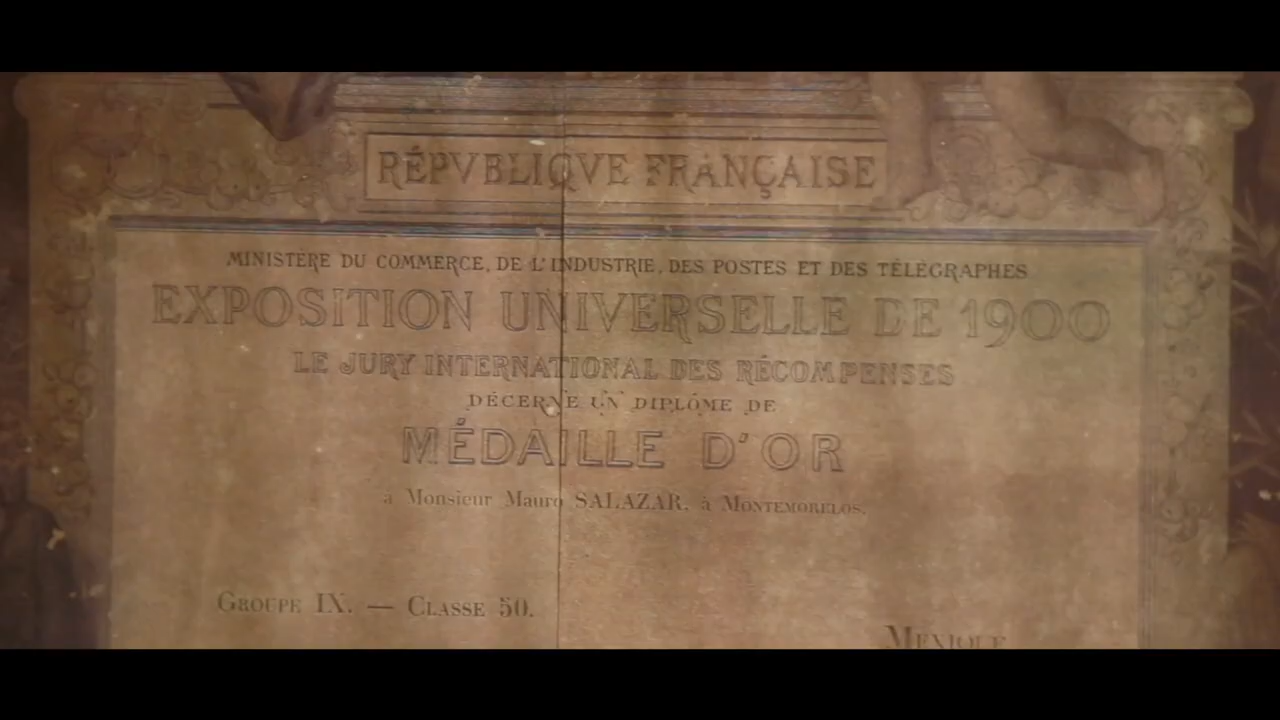 RÉPVBLIQVE FRANÇAISE
MINISTÈRE DU COMMERCE, DE L'INDUSTRIE, DES POSTES ET DES TÉLÉGRAPHES
EXPOSITION UNIVERSELLE DE 1900
LE JURY INTERNATIONAL DES RÉCOMPENSES
DÉCERNE UN DIPLÔME DE
MÉDAILLE D'OR
à Monsieur Mauro SALAZAR, à MONTEMORELOS.
GROUPE IX. — CLASSE 50.
MEXIQUE